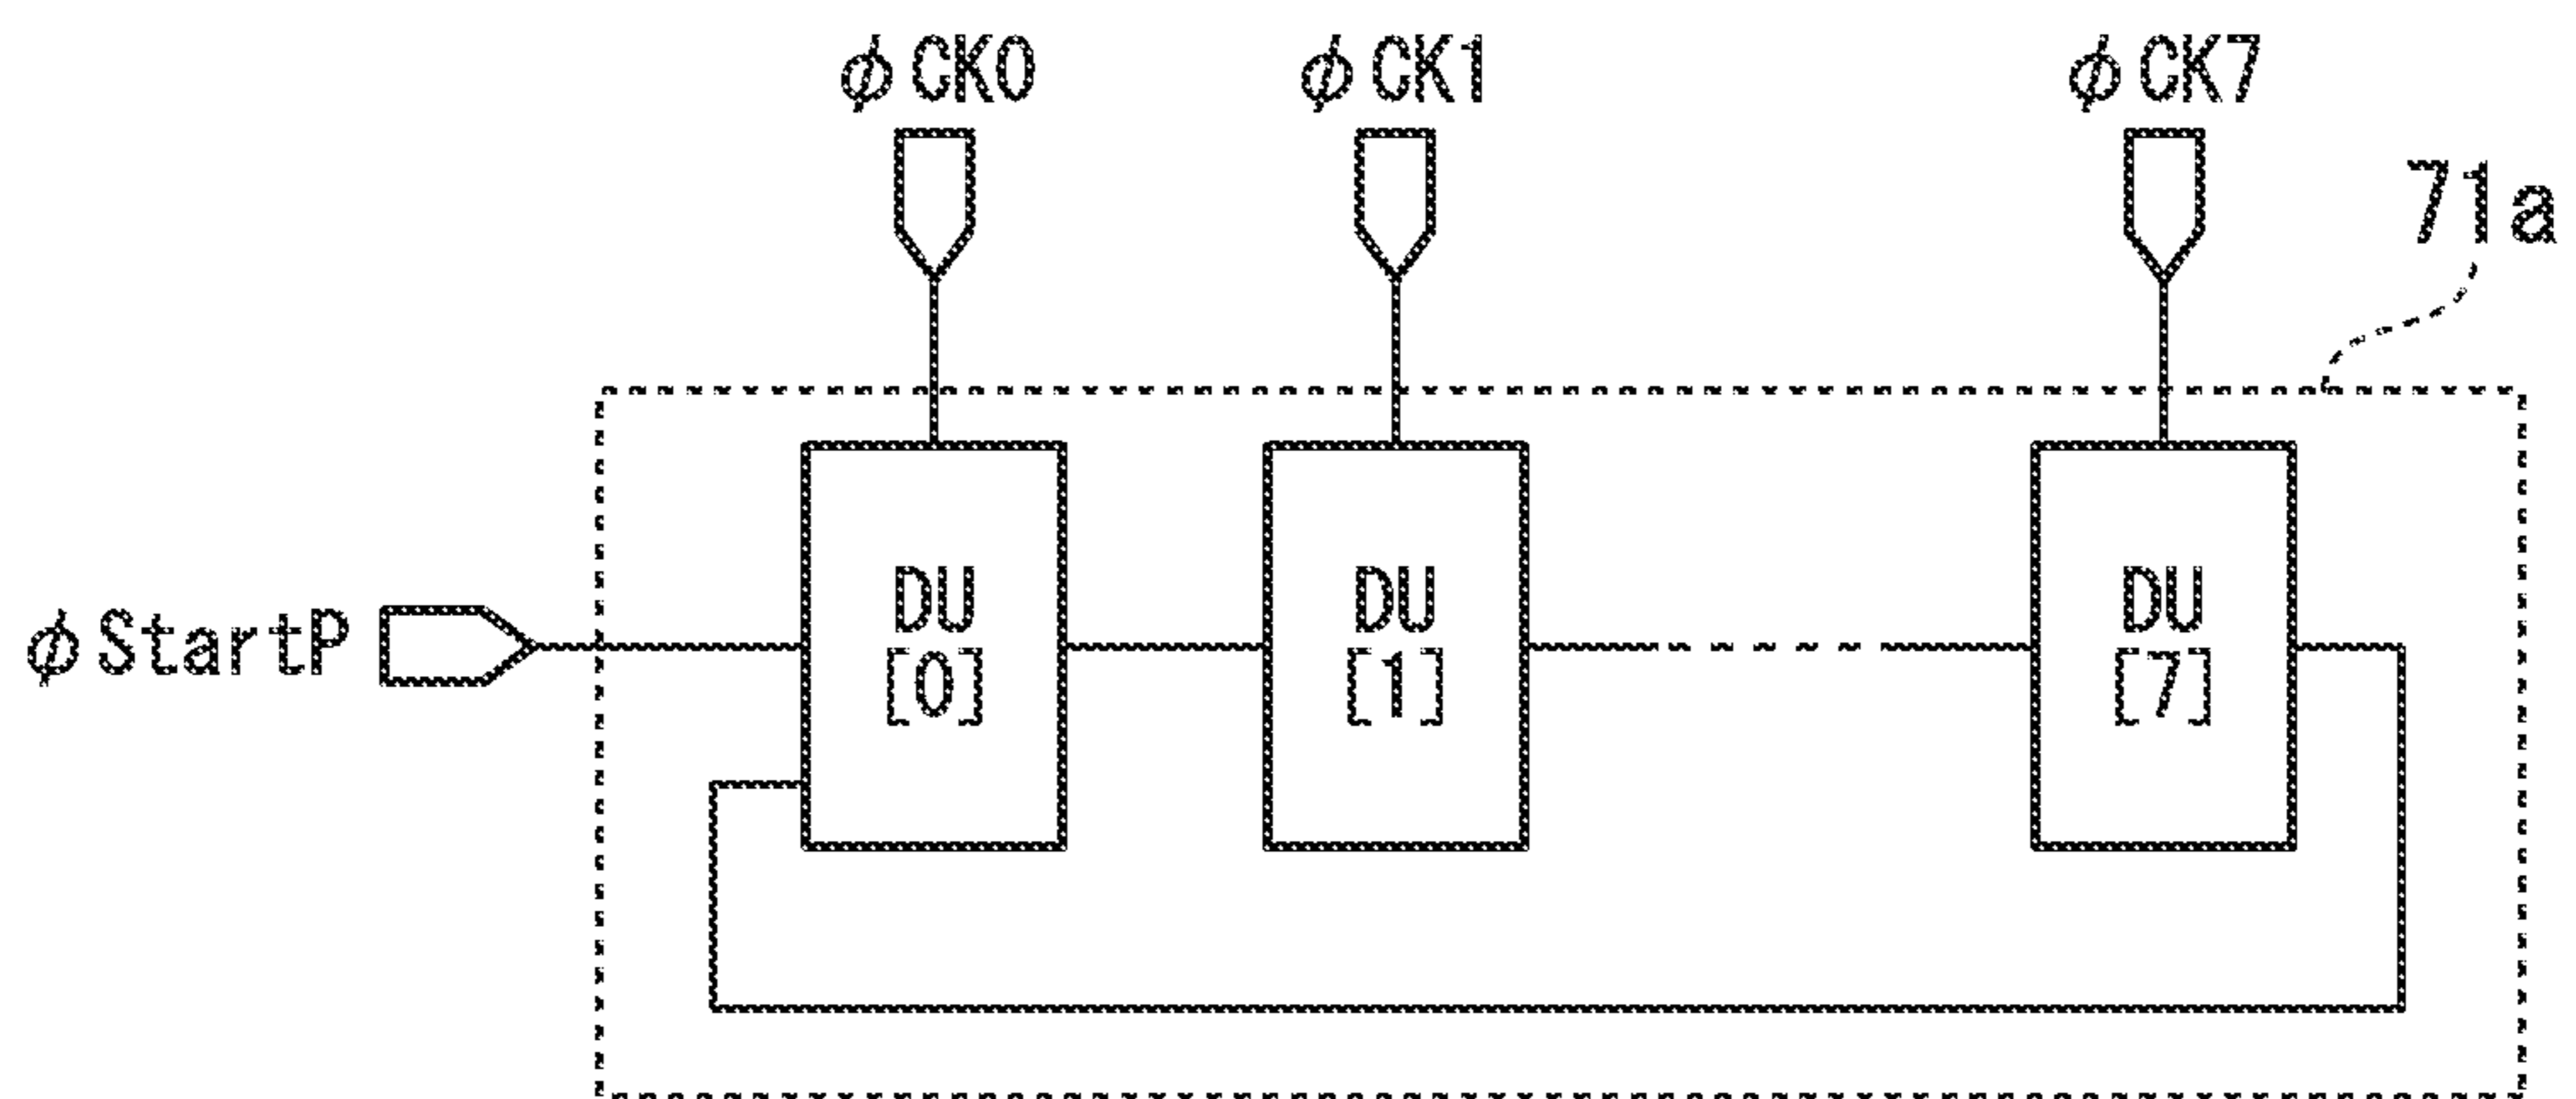 φCK0 φCK1 φCK7
71a
φStartP
DU [0]
DU [1]
DU [7]